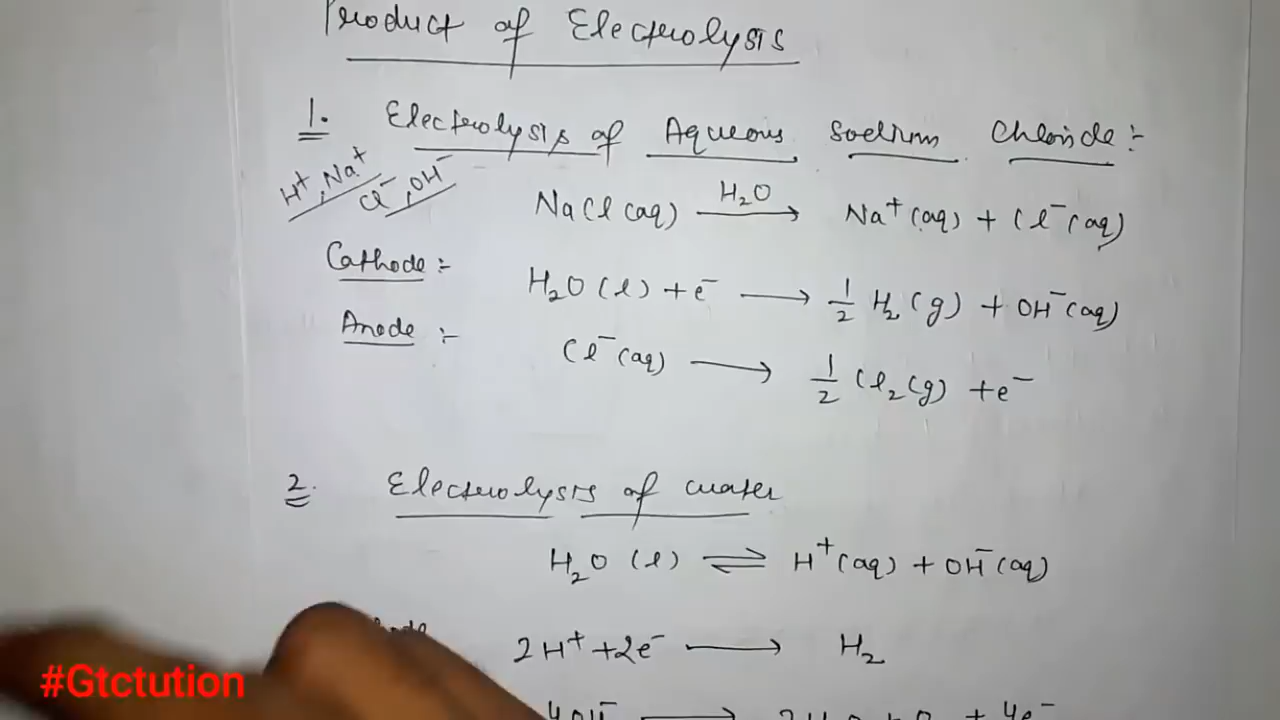 Product of Electrolysis
1. Electrolysis of Aqueous Sodium Chloride :-
H⁺, Na⁺
Cl⁻, OH⁻
NaCl (aq) —H₂O→ Na⁺(aq) + Cl⁻(aq)
Cathode :- H₂O (l) + e⁻ → 1/2 H₂ (g) + OH⁻(aq)
Anode :- Cl⁻(aq) → 1/2 Cl₂(g) + e⁻
2. Electrolysis of water
H₂O (l) ⇌ H⁺(aq) + OH⁻(aq)
2H⁺ + 2e⁻ → H₂
4OH⁻ → + 4e⁻
#Gtctution